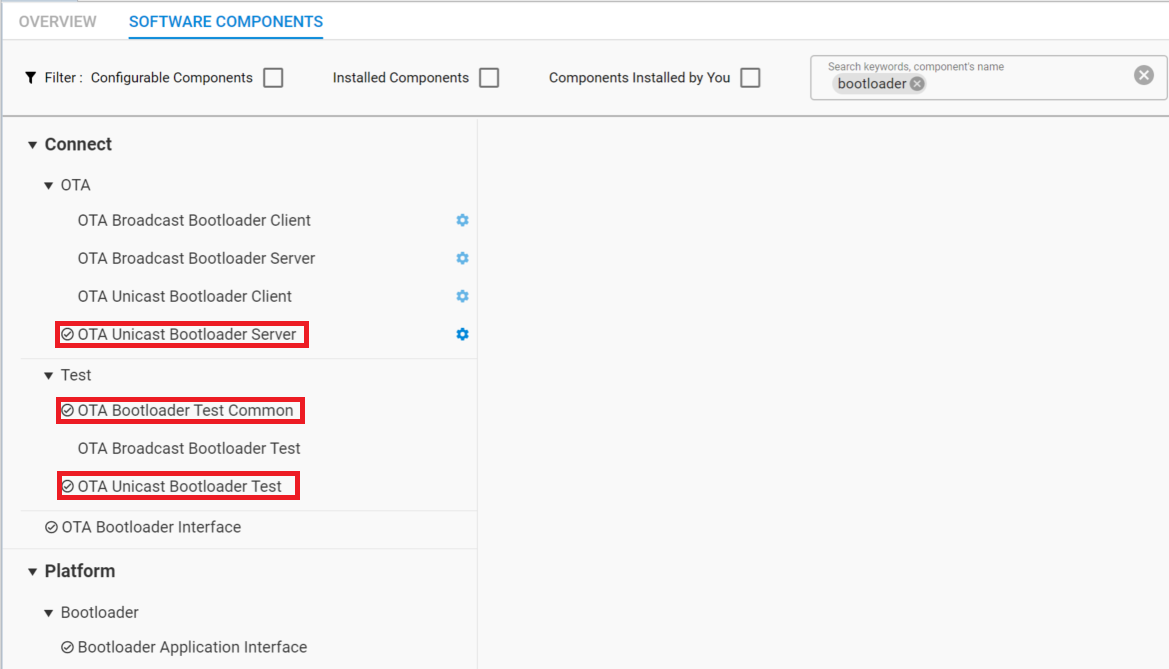 OVERVIEW SOFTWARE COMPONENTS
Filter : Configurable Components Installed Components Components Installed by You
Search keywords, component's name
bootloader
Connect
OTA
OTA Broadcast Bootloader Client
OTA Broadcast Bootloader Server
OTA Unicast Bootloader Client
OTA Unicast Bootloader Server
Test
OTA Bootloader Test Common
OTA Broadcast Bootloader Test
OTA Unicast Bootloader Test
OTA Bootloader Interface
Platform
Bootloader
Bootloader Application Interface